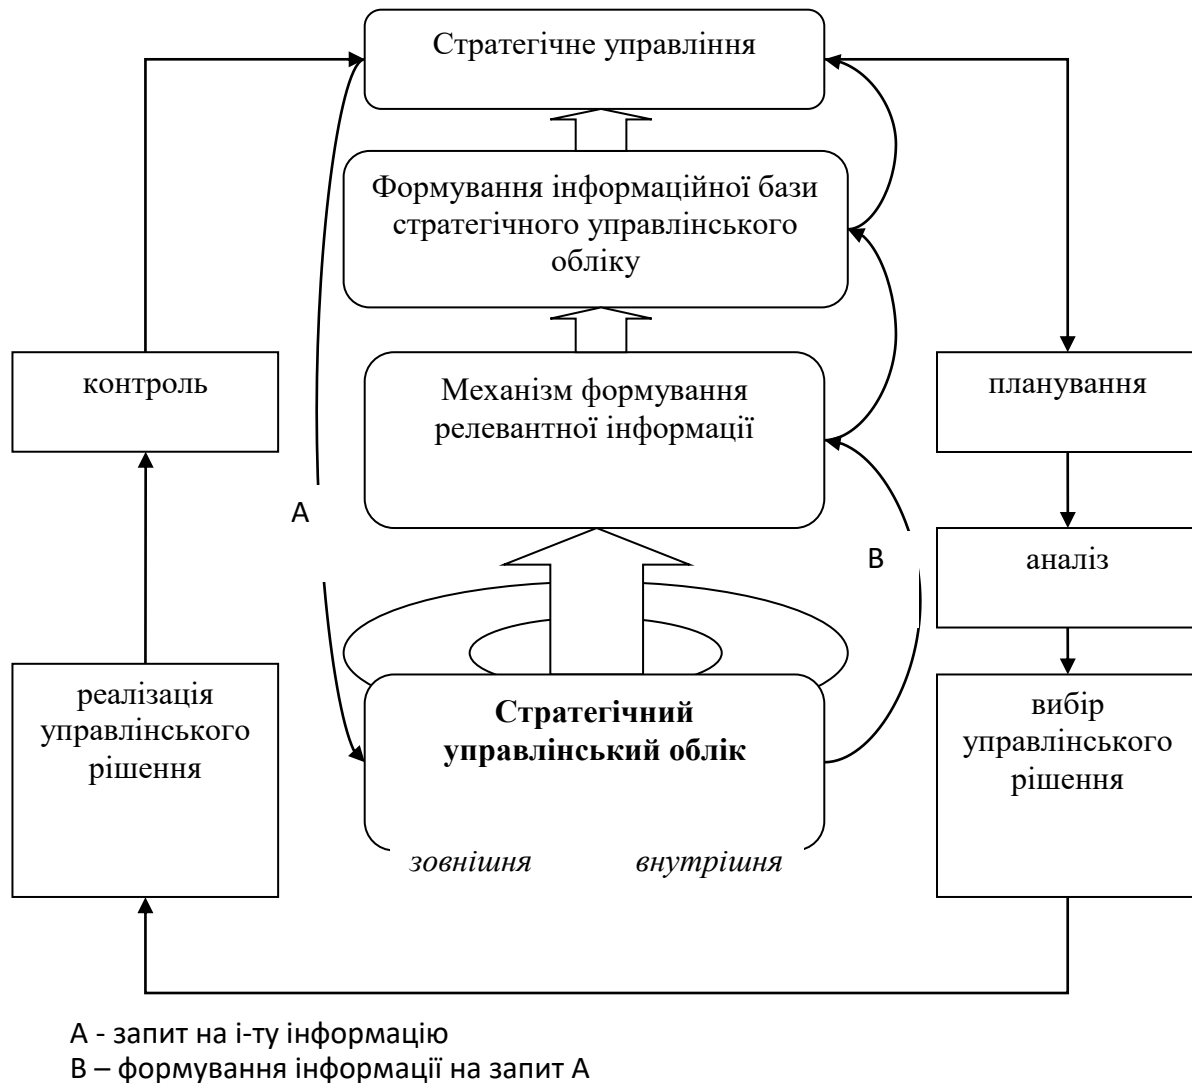 Стратегічне управління
Формування інформаційної бази
стратегічного управлінського
обліку
контроль
Механізм формування
релевантної інформації
планування
А
В
аналіз
реалізація
управлінського
рішення
Стратегічний
управлінський облік
вибір
управлінського
рішення
зовнішня внутрішня
А - запит на і-ту інформацію
В – формування інформації на запит А